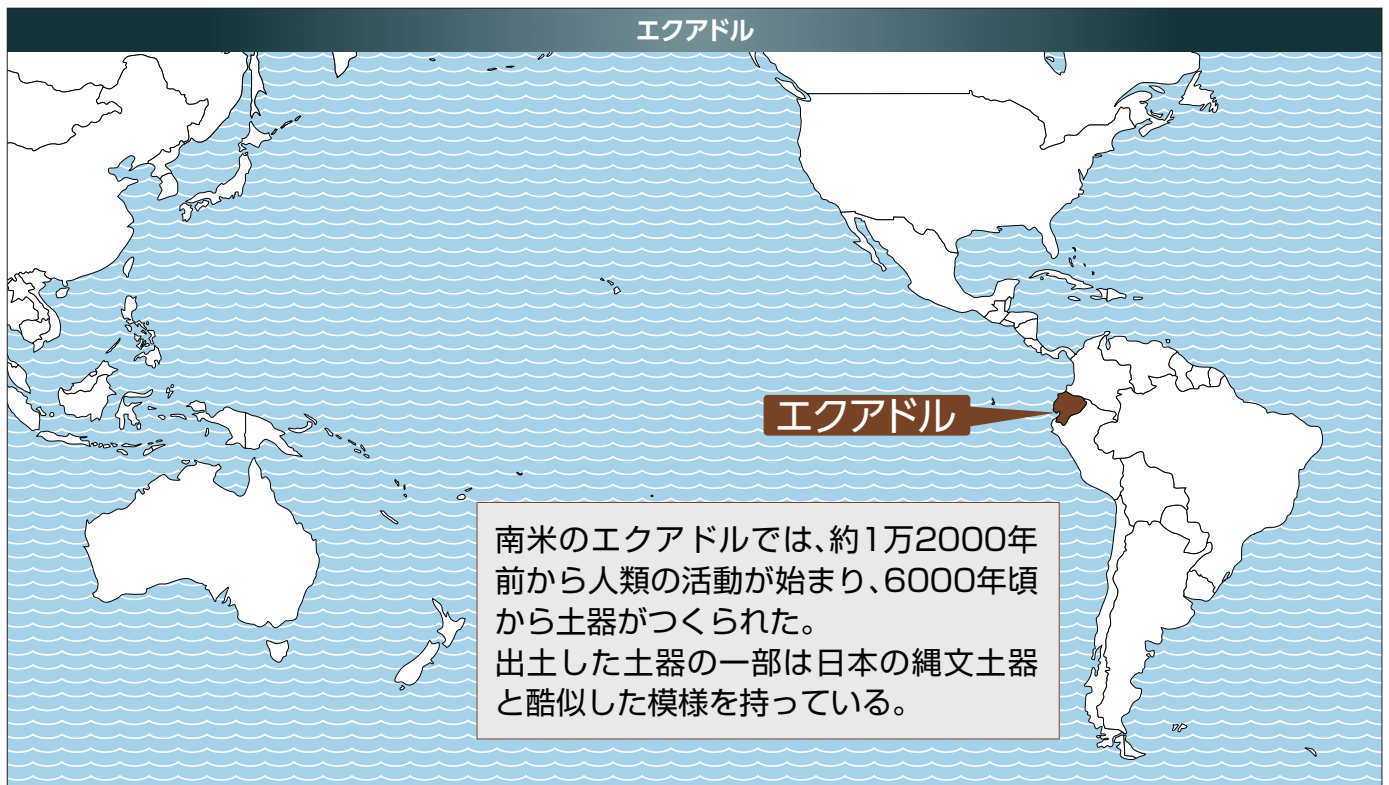 エクアドル
エクアドル
南米のエクアドルでは、約1万2000年
前から人類の活動が始まり、6000年頃
から土器がつくられた。
出土した土器の一部は日本の縄文土器
と酷似した模様を持っている。